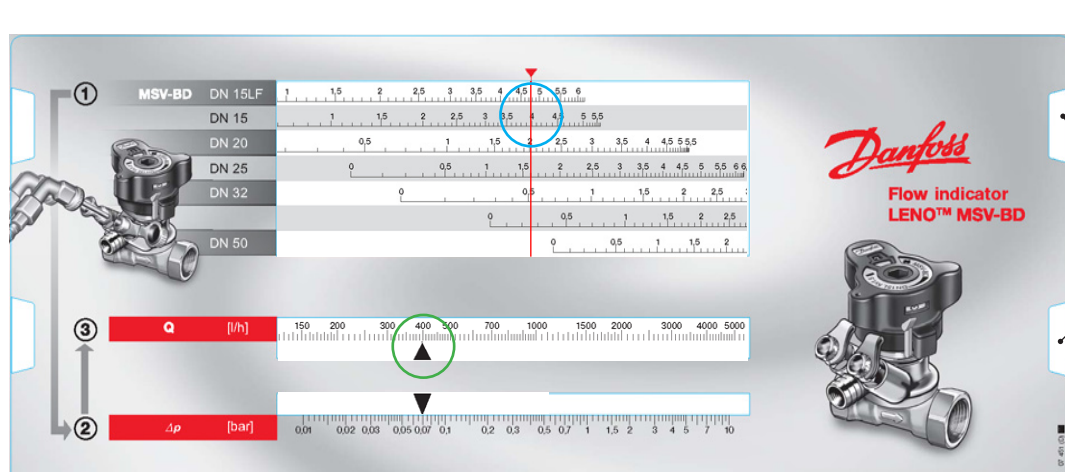 ① MSV-BD DN 15LF 1 1,5 2 2,5 3 3,5 4 4,5 5 5,5 6
DN 15 1 1,5 2 2,5 3 3,5 4 4,5 5 5,5
DN 20 0,5 1 1,5 2 2,5 3 3,5 4 4,5 5 5,5
DN 25 0 0,5 1 1,5 2 2,5 3 3,5 4 4,5 5 5,5 6
DN 32 0 0,5 1 1,5 2 2,5
0 0,5 1 1,5 2 2,5
DN 50 0 0,5 1 1,5 2
Danfoss
Flow indicator
LENO™ MSV-BD
③ Q [l/h] 150 200 300 400 500 700 1000 1500 2000 3000 4000 5000
② Δp [bar] 0,01 0,02 0,03 0,05 0,07 0,1 0,2 0,3 0,5 0,7 1 1,5 2 3 4 5 7 10